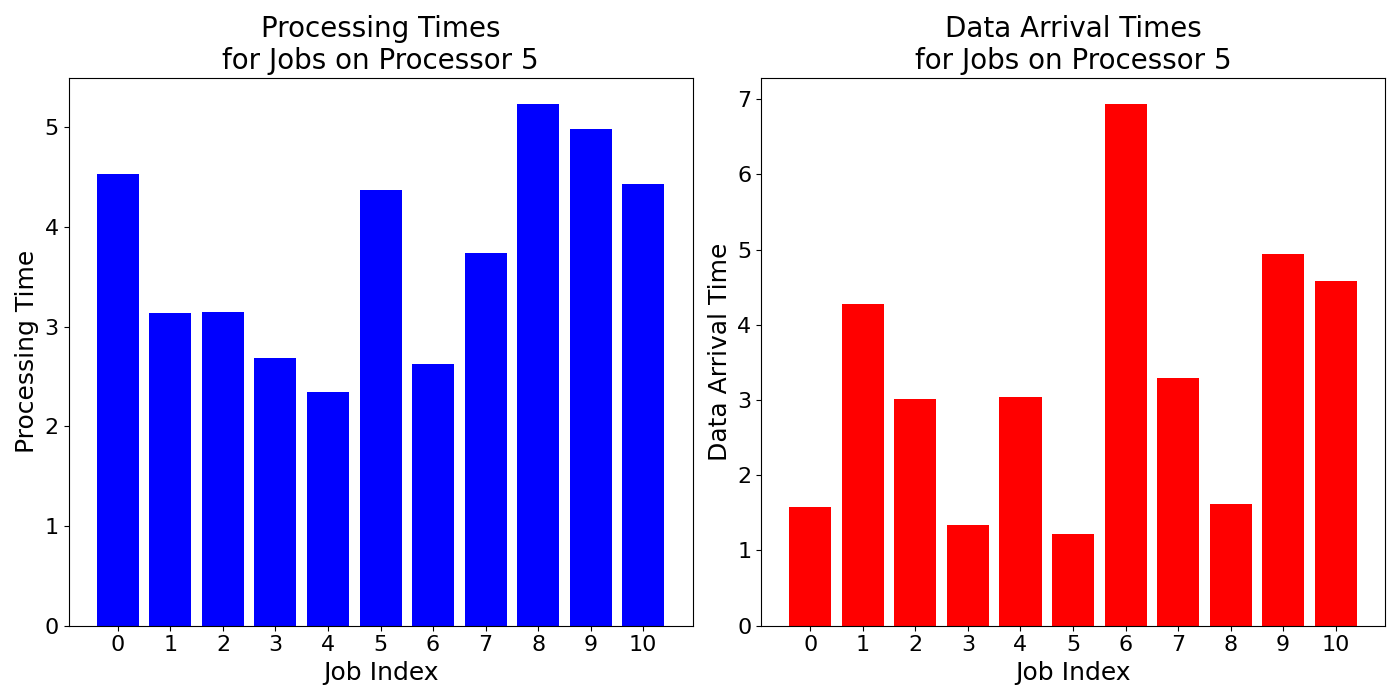 Processing Times
for Jobs on Processor 5
Processing Time
5
4
3
2
1
0
0 1 2 3 4 5 6 7 8 9 10
Job Index
Data Arrival Times
for Jobs on Processor 5
Data Arrival Time
7
6
5
4
3
2
1
0
0 1 2 3 4 5 6 7 8 9 10
Job Index